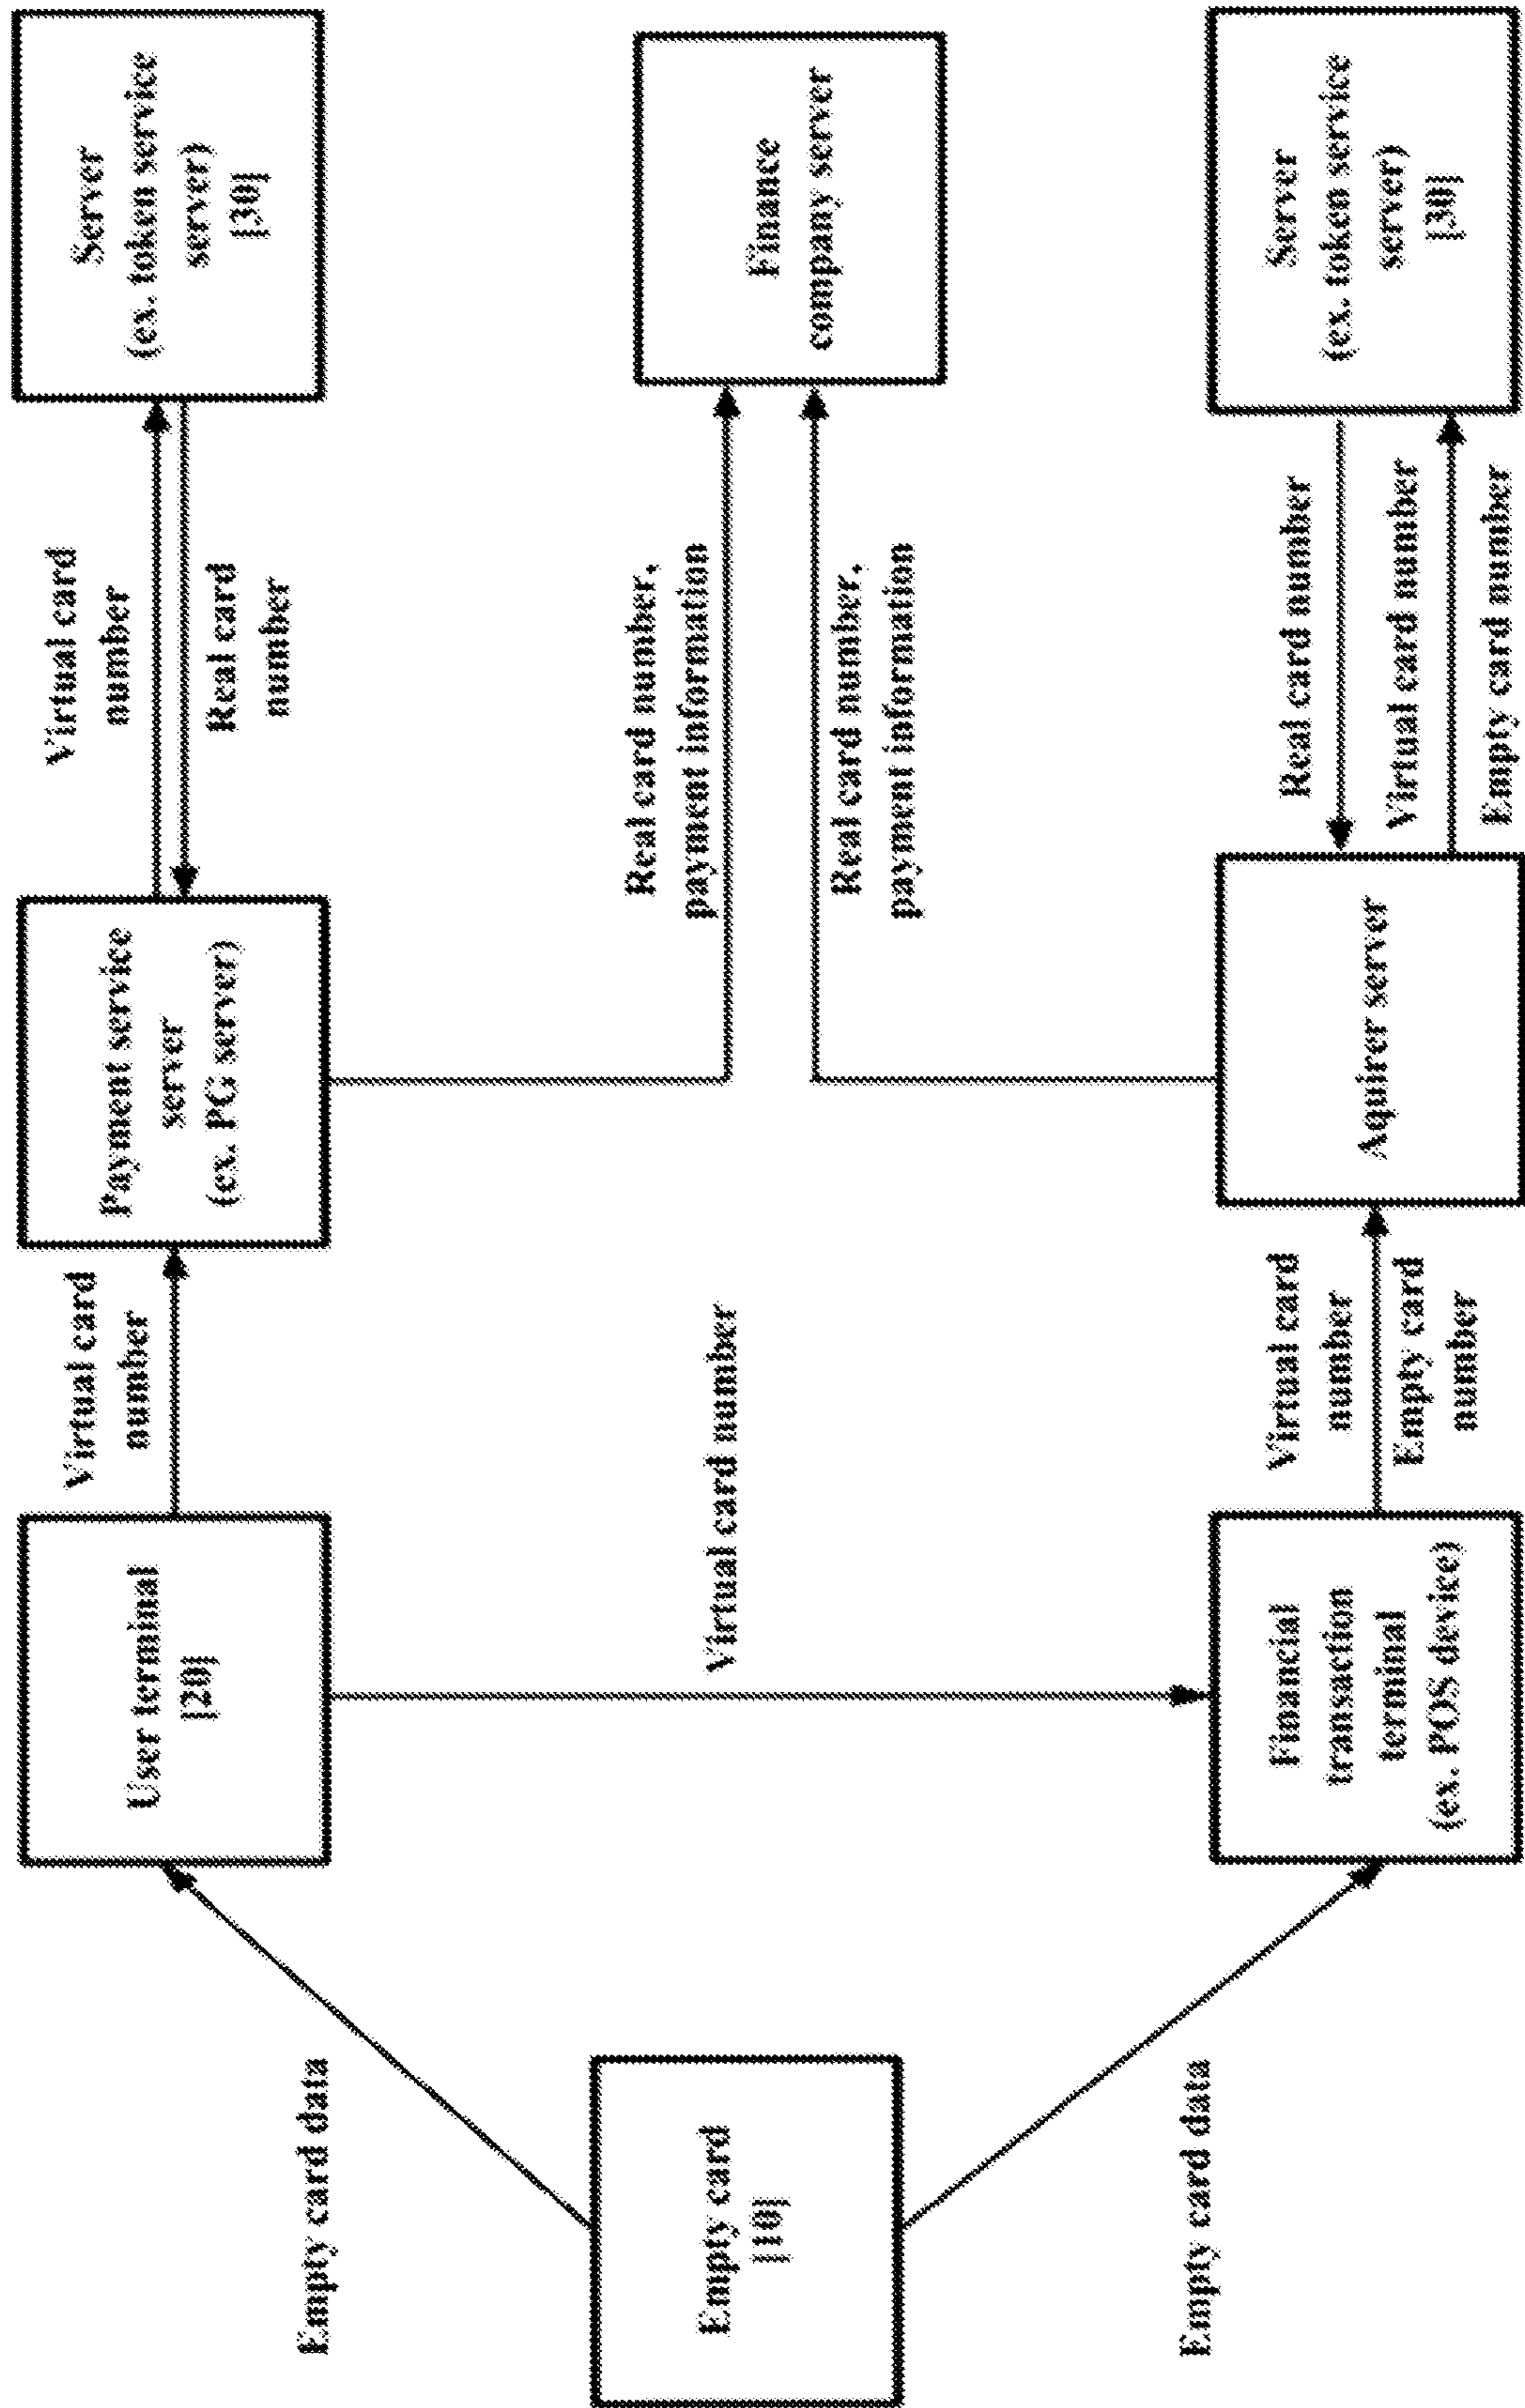 Empty card
[10]
Empty card data
Empty card data
User terminal
[20]
Virtual card
number
Payment service
server
(ex. PG server)
Virtual card
number
Real card
number
Server
(ex. token service
server)
[30]
Virtual card number
Real card number,
payment information
Real card number,
payment information
Finance
company server
Financial
transaction
terminal
(ex. POS device)
Virtual card
number
Empty card
number
Aquirer server
Real card number
Virtual card number
Empty card number
Server
(ex. token service
server)
[30]